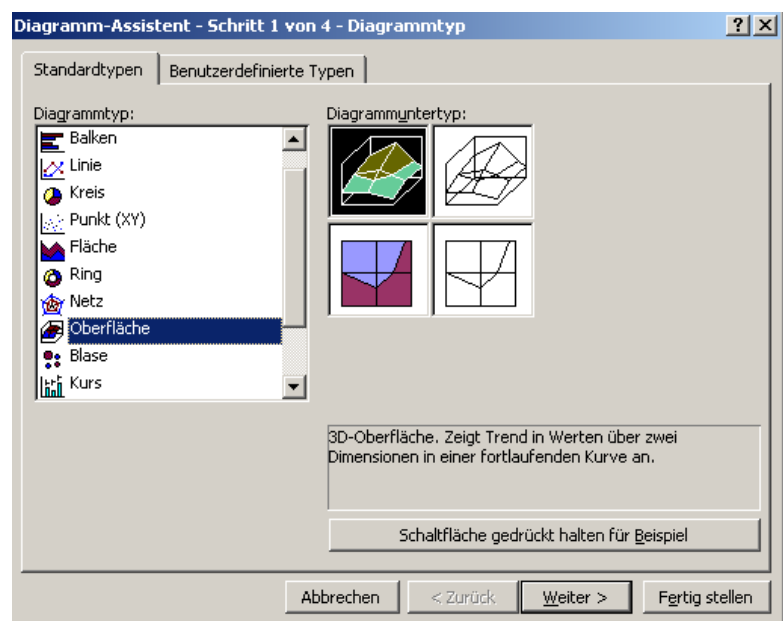 Diagramm-Assistent - Schritt 1 von 4 - Diagrammtyp
Standardtypen
Benutzerdefinierte Typen
Diagrammtyp:
Balken
Linie
Kreis
Punkt (XY)
Fläche
Ring
Netz
Oberfläche
Blase
Kurs
Diagrammuntertyp:
3D-Oberfläche. Zeigt Trend in Werten über zwei
Dimensionen in einer fortlaufenden Kurve an.
Schaltfläche gedrückt halten für Beispiel
Abbrechen
< Zurück
Weiter >
Fertig stellen